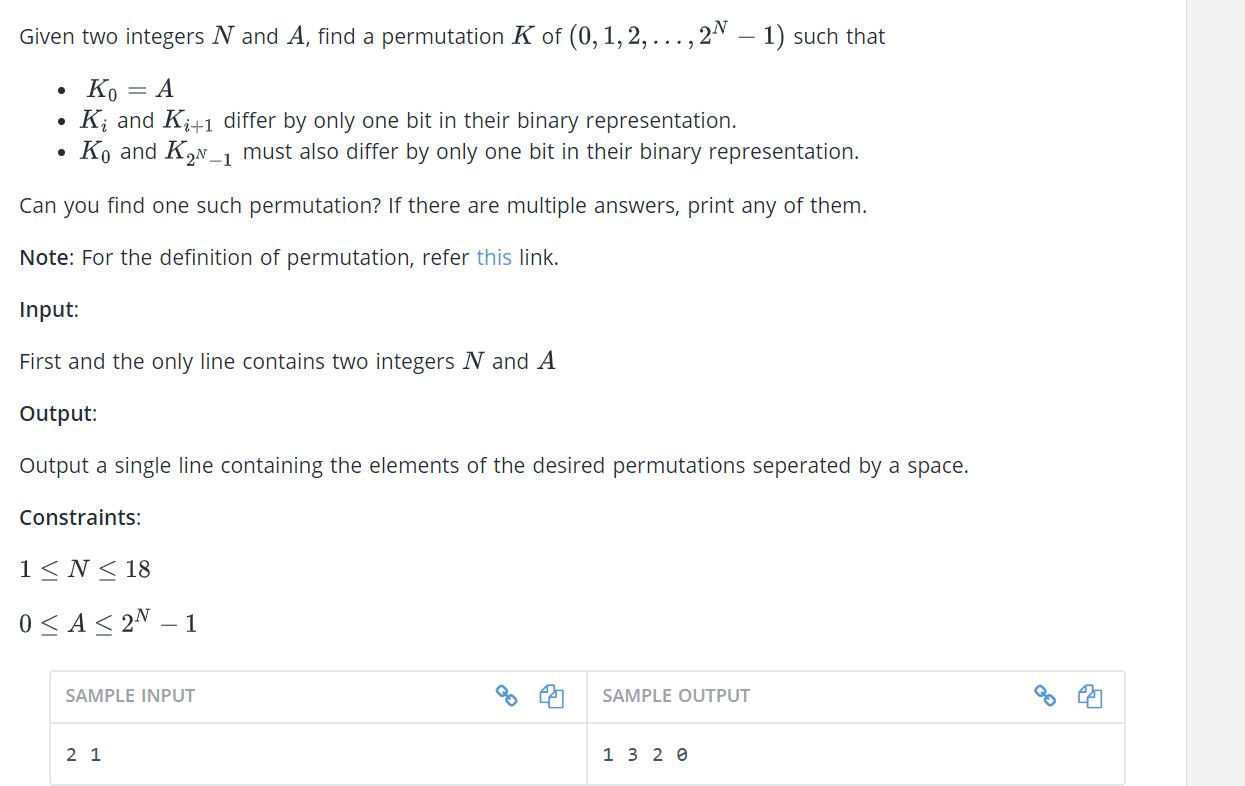 Given two integers N and A, find a permutation K of (0, 1, 2, . . . , 2^N − 1) such that
• K_0 = A
• K_i and K_{i+1} differ by only one bit in their binary representation.
• K_0 and K_{2^N−1} must also differ by only one bit in their binary representation.
Can you find one such permutation? If there are multiple answers, print any of them.
Note: For the definition of permutation, refer this link.
Input:
First and the only line contains two integers N and A
Output:
Output a single line containing the elements of the desired permutations seperated by a space.
Constraints:
1 ≤ N ≤ 18
0 ≤ A ≤ 2^N − 1
SAMPLE INPUT
SAMPLE OUTPUT
2 1
1 3 2 0